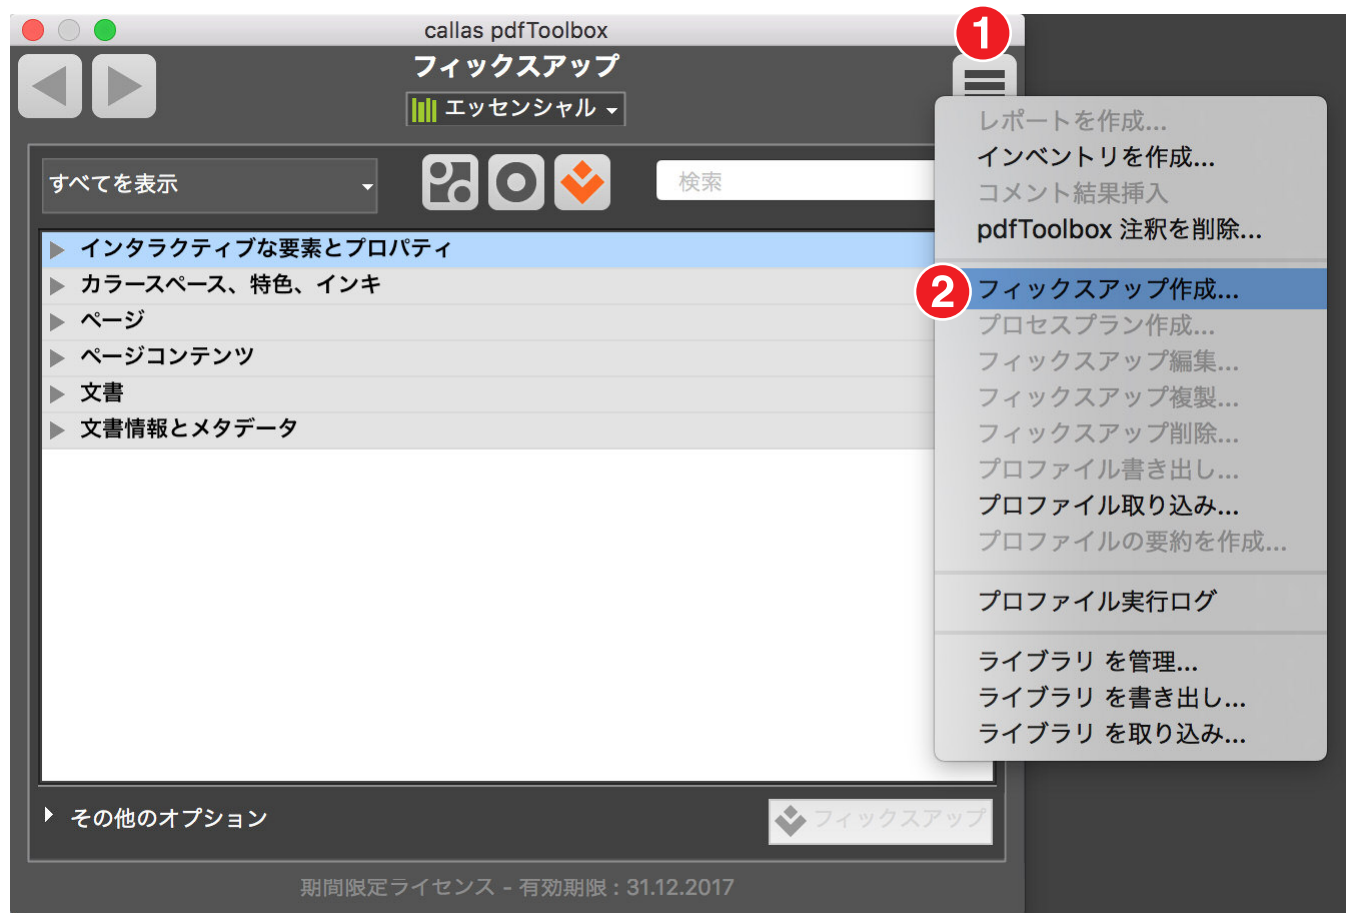 callas pdfToolbox
フィックスアップ
エッセンシャル
すべてを表示
検索
インタラクティブな要素とプロパティ
カラースペース、特色、インキ
ページ
ページコンテンツ
文書
文書情報とメタデータ
その他のオプション
フィックスアップ
期間限定ライセンス - 有効期限 : 31.12.2017
1
レポートを作成...
インベントリを作成...
コメント結果挿入
pdfToolbox 注釈を削除...
2
フィックスアップ作成...
プロセスプラン作成...
フィックスアップ編集...
フィックスアップ複製...
フィックスアップ削除...
プロファイル書き出し...
プロファイル取り込み...
プロファイルの要約を作成...
プロファイル実行ログ
ライブラリ を管理...
ライブラリ を書き出し...
ライブラリ を取り込み...